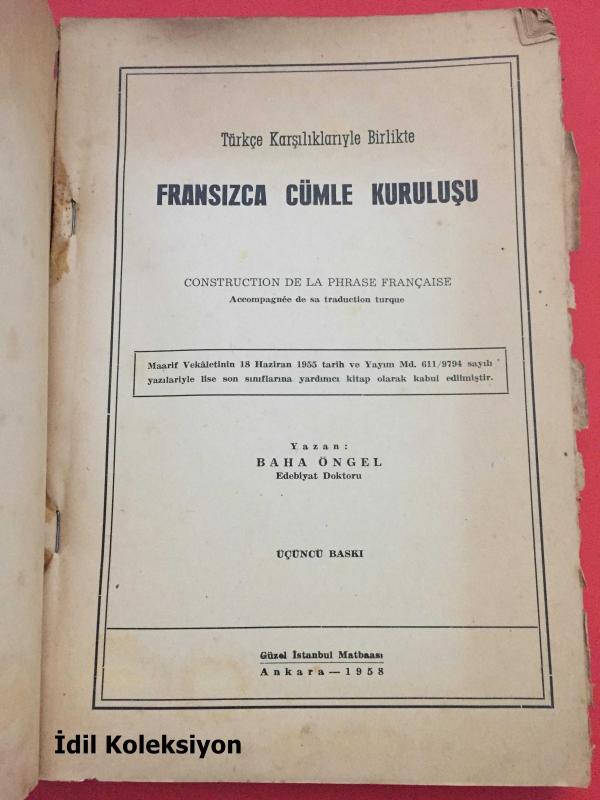 Türkçe Karşılıklarıyle Birlikte
FRANSIZCA CÜMLE KURULUŞU
CONSTRUCTION DE LA PHRASE FRANÇAISE
Accompagnée de sa traduction turque
Maarif Vekâletinin 18 Haziran 1955 tarih ve Yayım Md. 611/9794 sayılı
yazılariyle lise son sınıflarına yardımcı kitap olarak kabul edilmiştir.
Yazan:
BAHA ÖNGEL
Edebiyat Doktoru
ÜÇÜNCÜ BASKI
Güzel İstanbul Matbaası
Ankara — 1958
İdil Koleksiyon